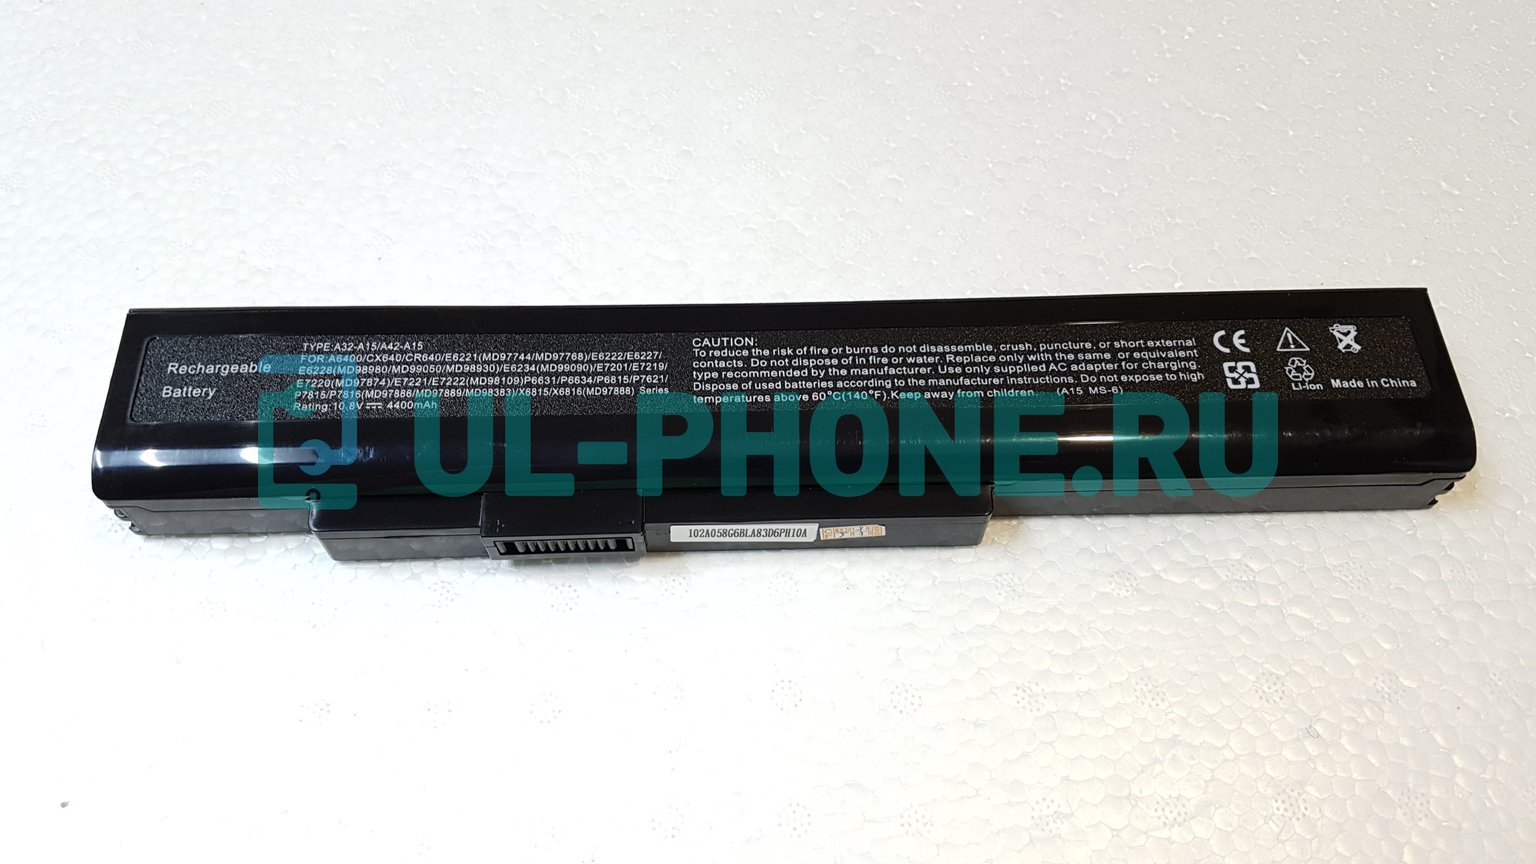 Rechargeable
Battery
TYPE:A32-A15/A42-A15
FOR:A6400/CX640/CR640/E6221(MD97744/MD97768)/E6222/E6227/
E6228(MD98980/MD99050/MD98930)/E6234(MD99090)/E7201/E7219/
E7220(MD97874)/E7221/E7222(MD98109)P6631/P6634/P6815/P7621/
P7815/P7816(MD97886/MD97889/MD98383)/X6815/X6816(MD97888) Series
Rating:10.8V 4400mAh
CAUTION:
To reduce the risk of fire or burns do not disassemble, crush, puncture, or short external
contacts. Do not dispose of in fire or water. Replace only with the same or equivalent
type recommended by the manufacturer. Use only supplied AC adapter for charging.
Dispose of used batteries according to the manufacturer instructions. Do not expose to high
temperatures above 60°C(140°F).Keep away from children. (A15 MS-6)
CE
Li-ion
Made in China
UL-PHONE.RU
102A058G6BLA83D6PH10A